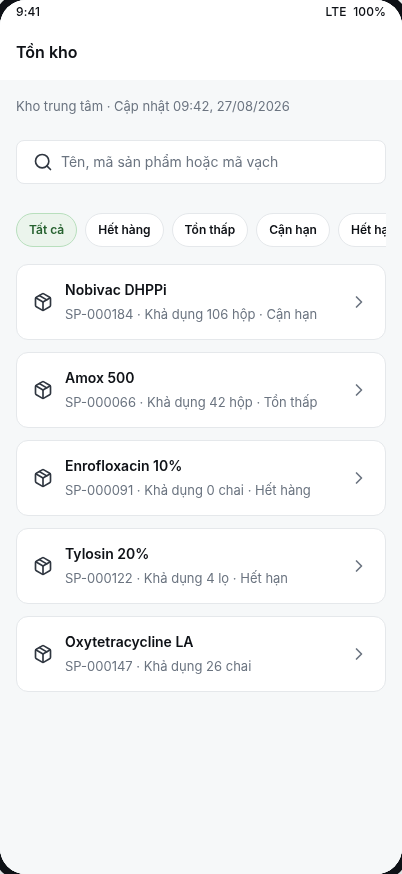 9:41 LTE 100%
Tồn kho
Kho trung tâm · Cập nhật 09:42, 27/08/2026
Tên, mã sản phẩm hoặc mã vạch
Tất cả Hết hàng Tồn thấp Cận hạn Hết hạ
Nobivac DHPPi
SP-000184 · Khả dụng 106 hộp · Cận hạn
Amox 500
SP-000066 · Khả dụng 42 hộp · Tồn thấp
Enrofloxacin 10%
SP-000091 · Khả dụng 0 chai · Hết hàng
Tylosin 20%
SP-000122 · Khả dụng 4 lọ · Hết hạn
Oxytetracycline LA
SP-000147 · Khả dụng 26 chai